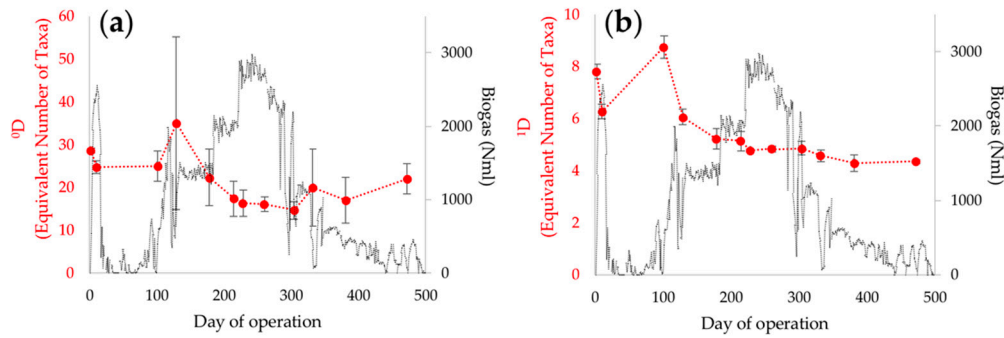 (a)
⁰D
(Equivalent Number of Taxa)
60
50
40
30
20
10
0
3000
2000
1000
0
Biogas (Nml)
0 100 200 300 400 500
Day of operation
(b)
¹D
(Equivalent Number of Taxa)
10
8
6
4
2
0
3000
2000
1000
0
Biogas (Nml)
0 100 200 300 400 500
Day of operation